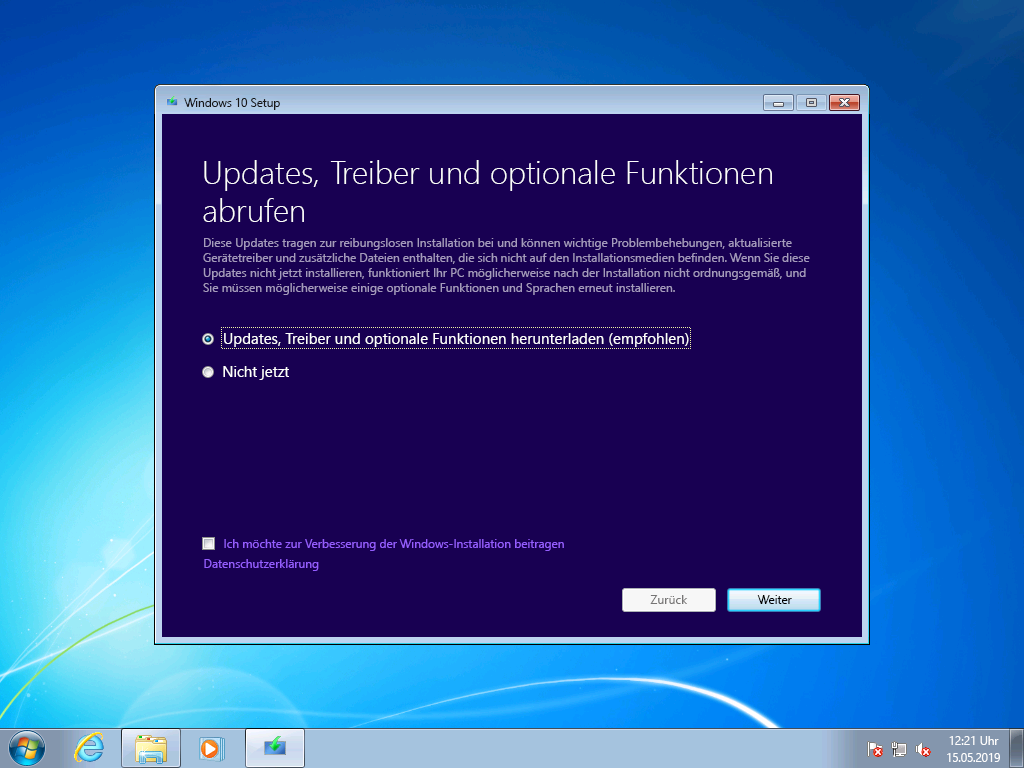 Windows 10 Setup
Updates, Treiber und optionale Funktionen
abrufen
Diese Updates tragen zur reibungslosen Installation bei und können wichtige Problembehebungen, aktualisierte
Gerätetreiber und zusätzliche Dateien enthalten, die sich nicht auf den Installationsmedien befinden. Wenn Sie diese
Updates nicht jetzt installieren, funktioniert Ihr PC möglicherweise nach der Installation nicht ordnungsgemäß, und
Sie müssen möglicherweise einige optionale Funktionen und Sprachen erneut installieren.
Updates, Treiber und optionale Funktionen herunterladen (empfohlen)
Nicht jetzt
Ich möchte zur Verbesserung der Windows-Installation beitragen
Datenschutzerklärung
Zurück
Weiter
12:21 Uhr
15.05.2019